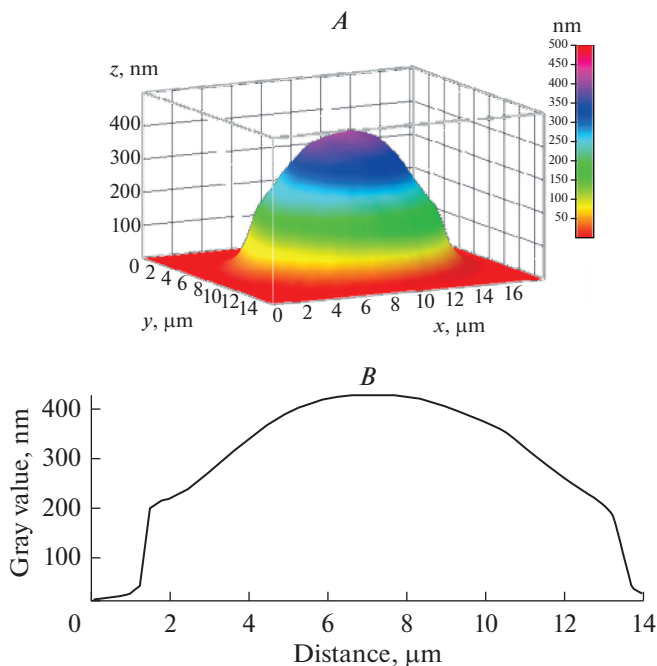 A
nm
z, nm
500
450
400
350
300
250
200
150
100
50
400
300
200
100
0
2 4 6 8 10 12 14
y, μm
0 2 4 6 8 10 12 14 16
x, μm
B
Gray value, nm
400
300
200
100
0 2 4 6 8 10 12 14
Distance, μm